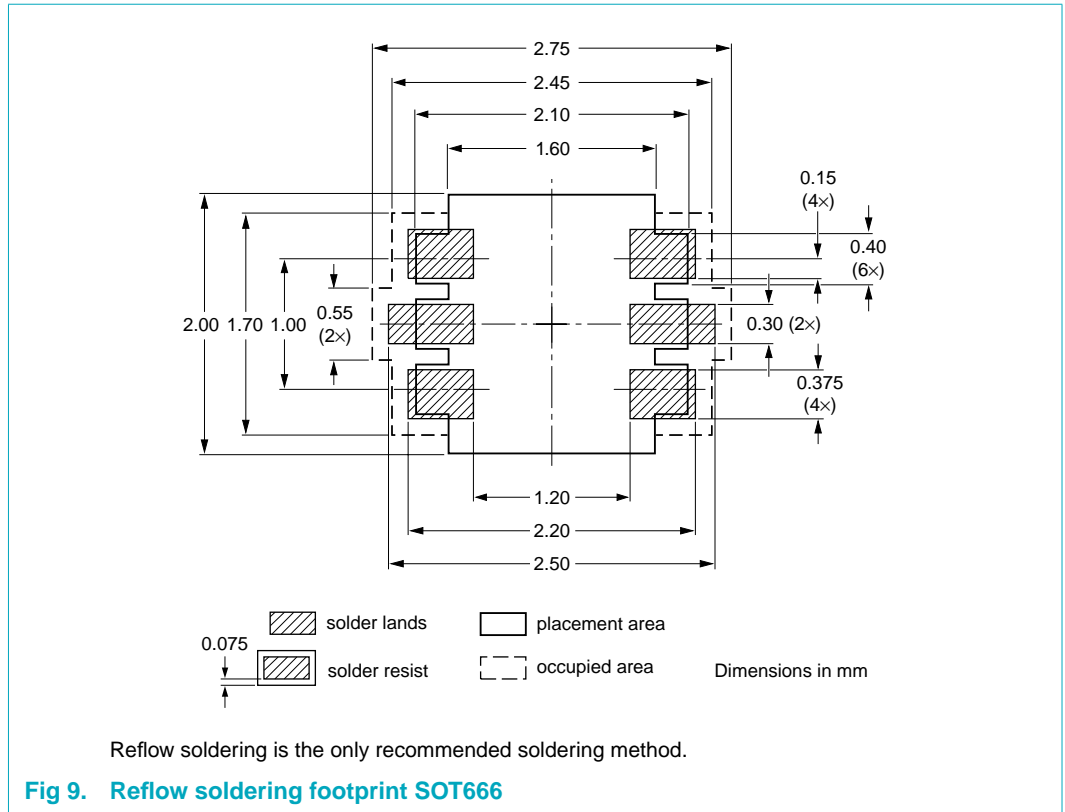 2.75
2.45
2.10
1.60
0.15
(4×)
0.40
(6×)
2.00 1.70 1.00 0.55
(2×)
0.30 (2×)
0.375
(4×)
1.20
2.20
2.50
solder lands
placement area
0.075
solder resist
occupied area
Dimensions in mm
Reflow soldering is the only recommended soldering method.
Fig 9. Reflow soldering footprint SOT666